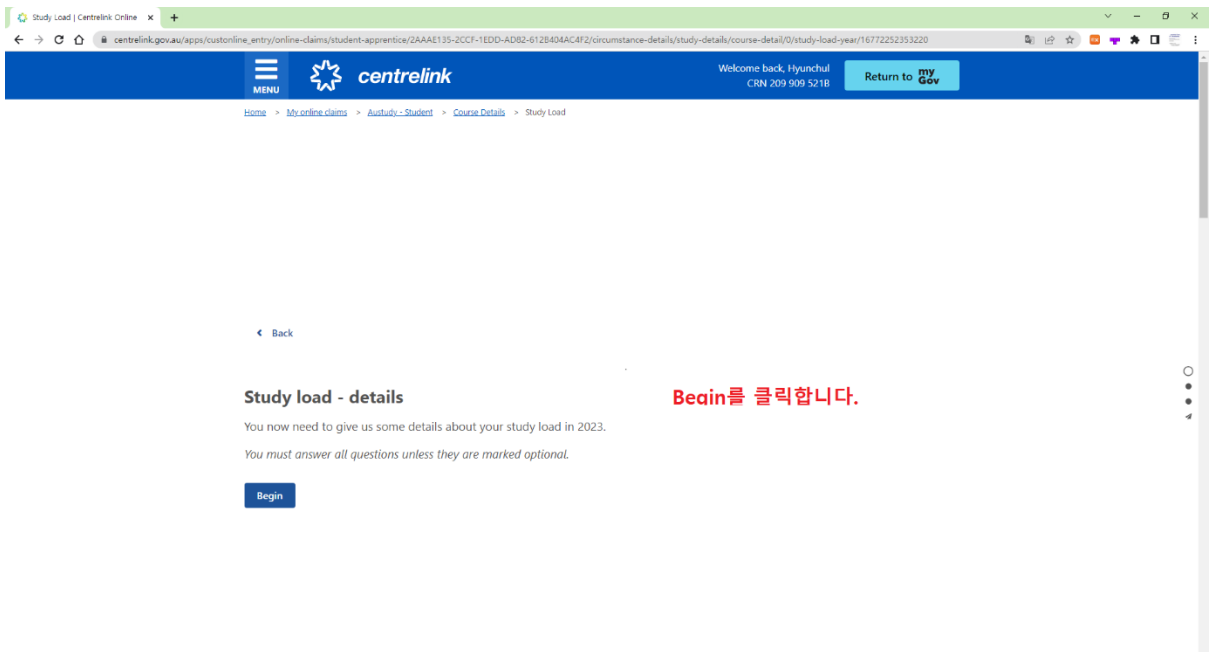 Study Load | Centrelink Online
centrelink.gov.au/apps/custonline_entry/online-claims/student-apprentice/2AAAE135-2CCF-1EDD-AD82-612B404AC4F2/circumstance-details/study-details/course-detail/0/study-load-year/16772252353220
MENU
centrelink
Welcome back, Hyunchul
CRN 209 909 521B
Return to my Gov
Home > My online claims > Austudy - Student > Course Details > Study Load
Back
Study load - details
Begin를 클릭합니다.
You now need to give us some details about your study load in 2023.
You must answer all questions unless they are marked optional.
Begin